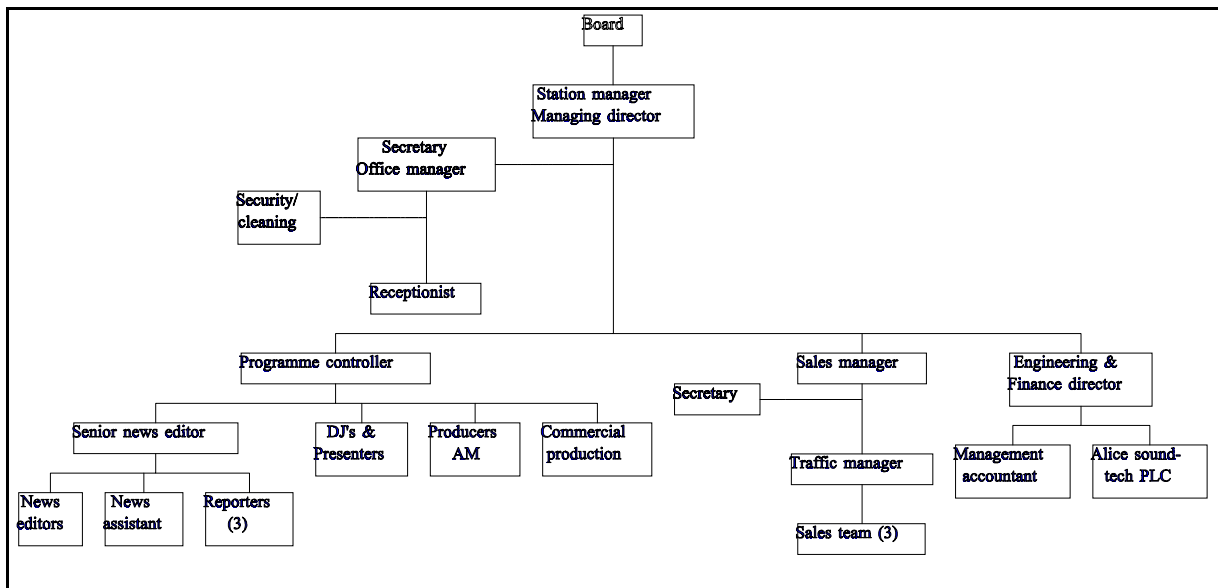 Board
Station manager
Managing director
Secretary
Office manager
Security/
cleaning
Receptionist
Programme controller
Sales manager
Engineering &
Finance director
Secretary
Senior news editor
DJ's &
Presenters
Producers
AM
Commercial
production
Traffic manager
Management
accountant
Alice sound-
tech PLC
News
editors
News
assistant
Reporters
(3)
Sales team (3)